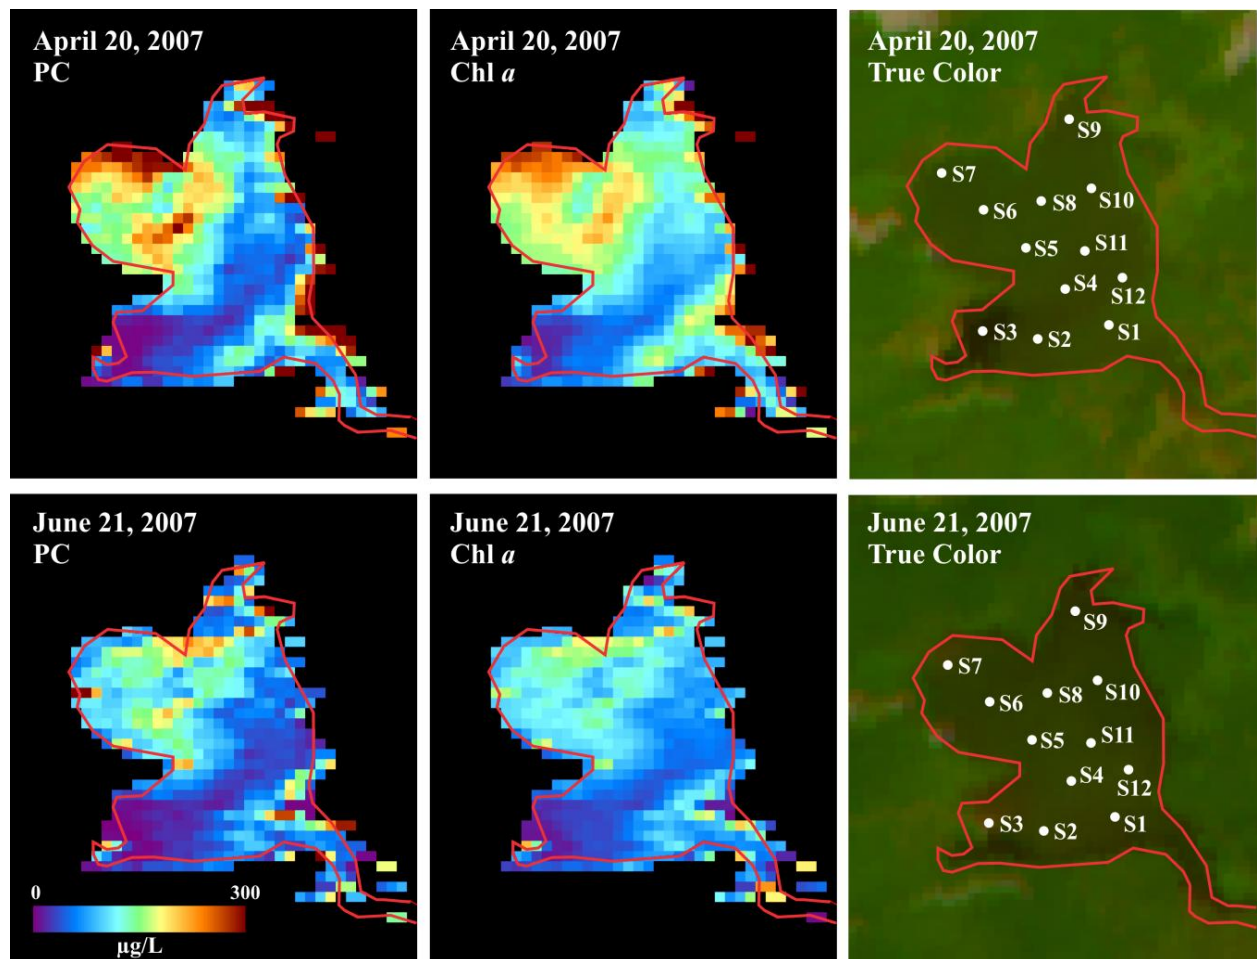 April 20, 2007
PC
April 20, 2007
Chl a
April 20, 2007
True Color
S9
S7
S10
S8
S6
S11
S5
S4
S12
S3
S2
S1
June 21, 2007
PC
June 21, 2007
Chl a
June 21, 2007
True Color
S9
S7
S10
S8
S6
S5
S11
S4
S12
S3
S2
S1
0 300
µg/L